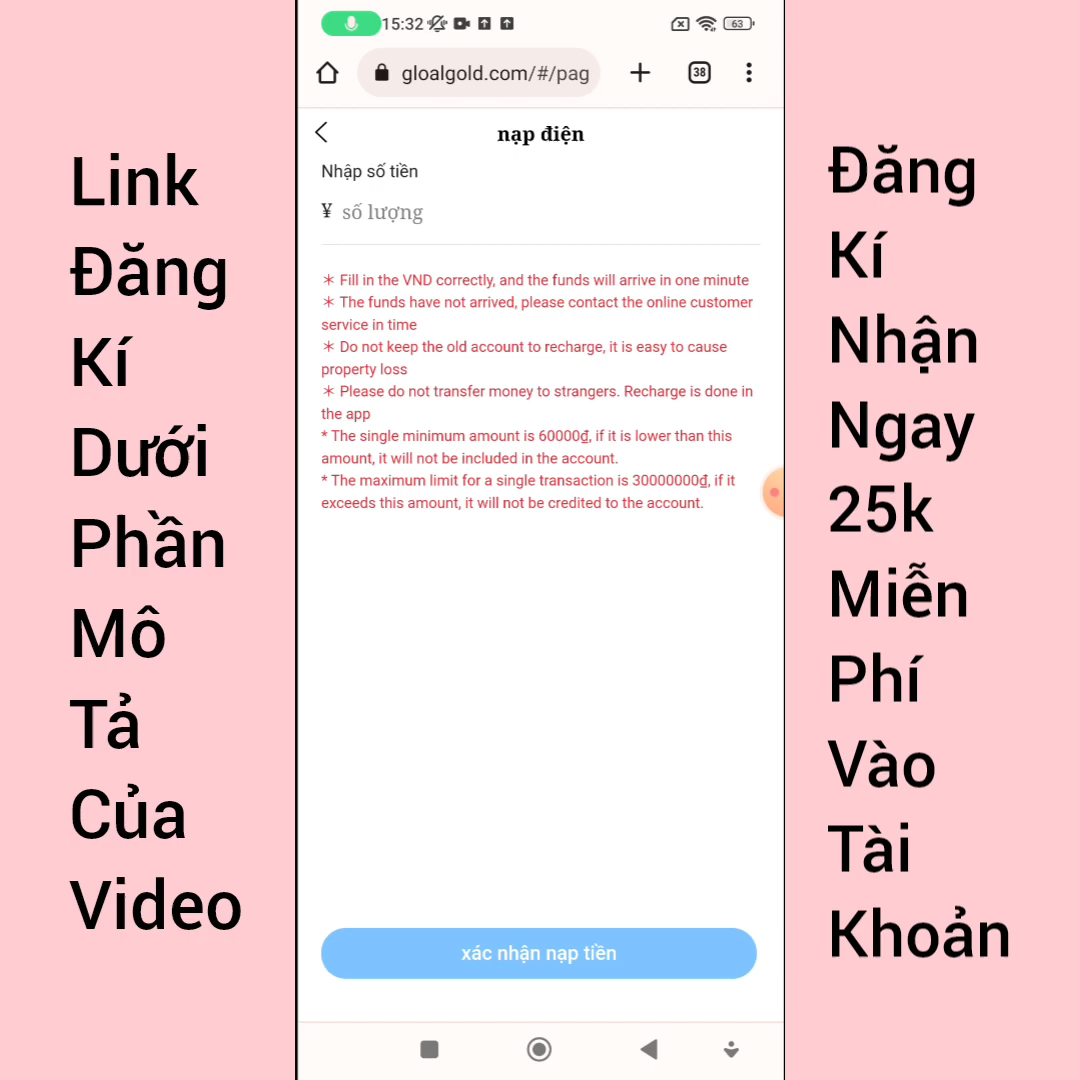 Link
Đăng
Kí
Dưới
Phần
Mô
Tả
Của
Video
15:32
63
gloalgold.com/#/pag
38
nạp điện
Nhập số tiền
¥ số lượng
＊ Fill in the VND correctly, and the funds will arrive in one minute
＊ The funds have not arrived, please contact the online customer
service in time
＊ Do not keep the old account to recharge, it is easy to cause
property loss
＊ Please do not transfer money to strangers. Recharge is done in
the app
* The single minimum amount is 60000₫, if it is lower than this
amount, it will not be included in the account.
* The maximum limit for a single transaction is 30000000₫, if it
exceeds this amount, it will not be credited to the account.
xác nhận nạp tiền
Đăng
Kí
Nhận
Ngay
25k
Miễn
Phí
Vào
Tài
Khoản